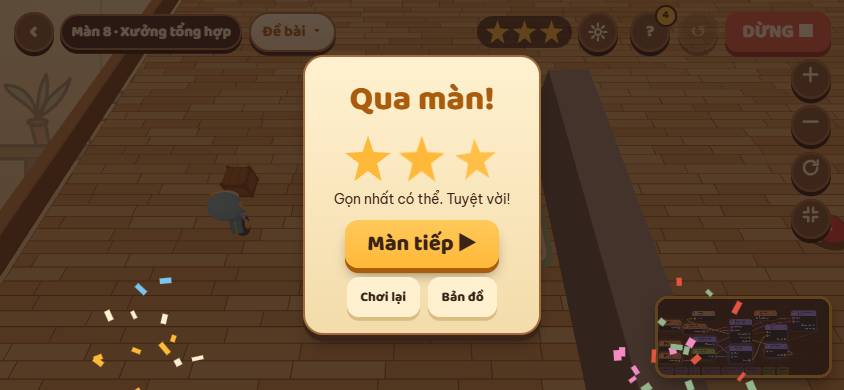 Màn 8 · Xưởng tổng hợp
Đề bài
4
?
DỪNG
Qua màn!
Gọn nhất có thể. Tuyệt vời!
Màn tiếp
Chơi lại
Bản đồ